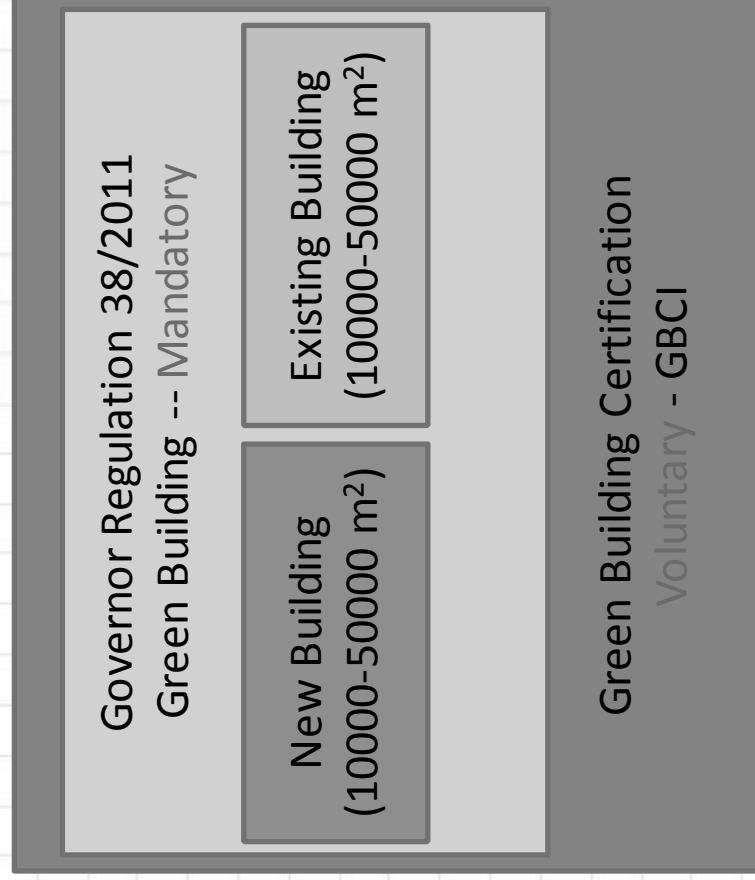 Governor Regulation 38/2011
Green Building -- Mandatory
New Building
(10000-50000 m²)
Existing Building
(10000-50000 m²)
Green Building Certification
Voluntary - GBCI